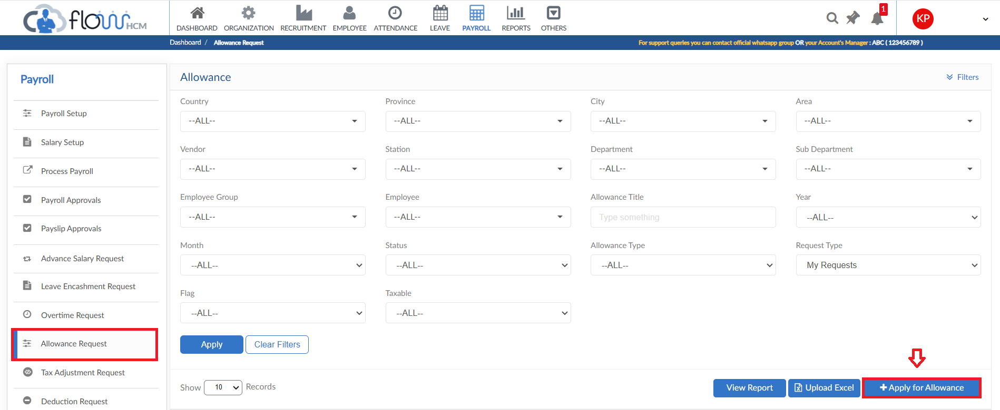 flow HCM
DASHBOARD ORGANIZATION RECRUITMENT EMPLOYEE ATTENDANCE LEAVE PAYROLL REPORTS OTHERS
1
KP
Dashboard / Allowance Request
For support queries you can contact official whatsapp group OR your Account's Manager : ABC ( 123456789 )
Payroll
Payroll Setup
Salary Setup
Process Payroll
Payroll Approvals
Payslip Approvals
Advance Salary Request
Leave Encashment Request
Overtime Request
Allowance Request
Tax Adjustment Request
Deduction Request
Allowance
Filters
Country Province City Area
--ALL-- --ALL-- --ALL-- --ALL--
Vendor Station Department Sub Department
--ALL-- --ALL-- --ALL-- --ALL--
Employee Group Employee Allowance Title Year
--ALL-- --ALL-- Type something --ALL--
Month Status Allowance Type Request Type
--ALL-- --ALL-- --ALL-- My Requests
Flag Taxable
--ALL-- --ALL--
Apply Clear Filters
Show 10 Records
View Report Upload Excel Apply for Allowance